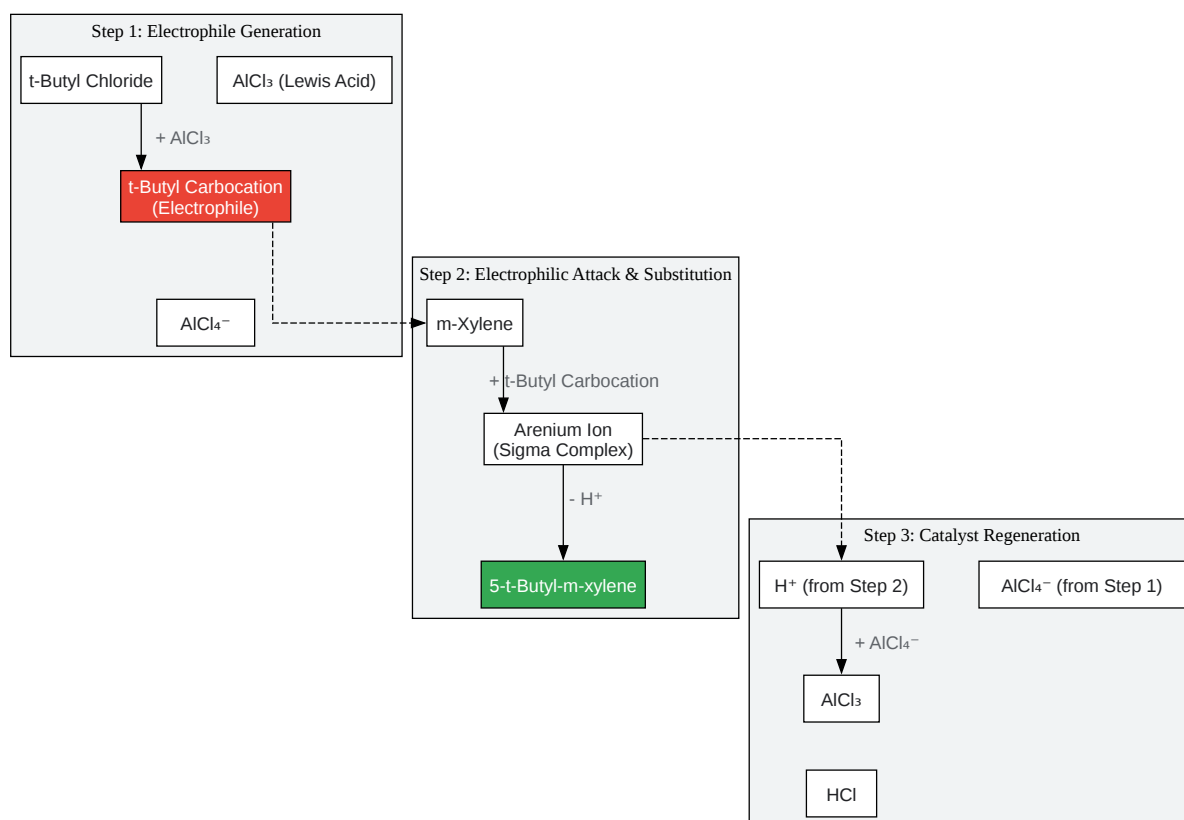 Step 1: Electrophile Generation
t-Butyl Chloride
AlCl₃ (Lewis Acid)
+ AlCl₃
t-Butyl Carbocation
(Electrophile)
AlCl₄⁻
Step 2: Electrophilic Attack & Substitution
m-Xylene
+ t-Butyl Carbocation
Arenium Ion
(Sigma Complex)
- H⁺
5-t-Butyl-m-xylene
Step 3: Catalyst Regeneration
H⁺ (from Step 2)
AlCl₄⁻ (from Step 1)
+ AlCl₄⁻
AlCl₃
HCl